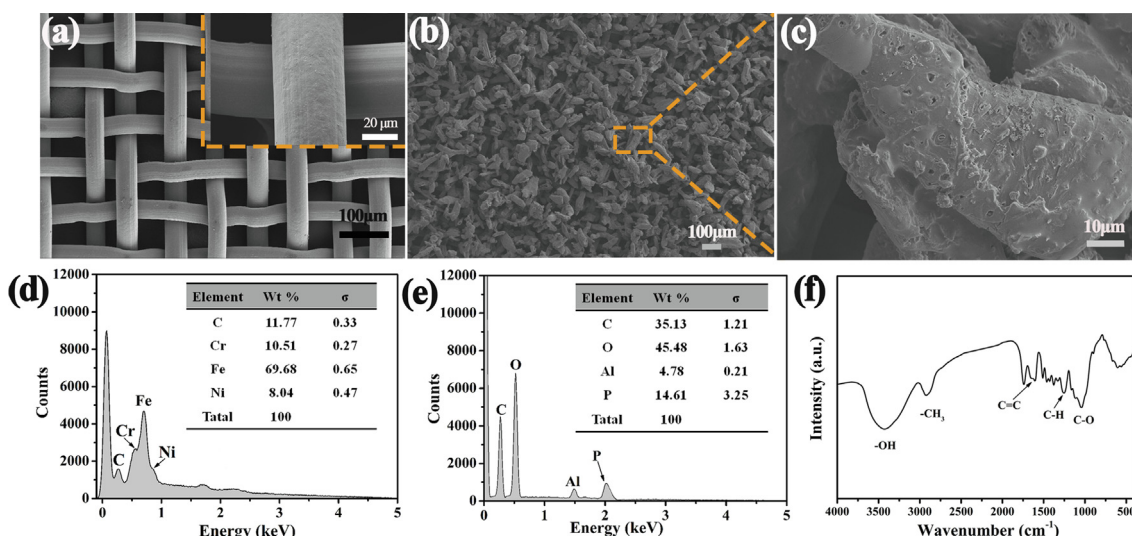 (a)
20 μm
100μm
(b)
100μm
(c)
10μm
(d)
12000
10000
8000
6000
4000
2000
0
Counts
Element Wt % σ
C 11.77 0.33
Cr 10.51 0.27
Fe 69.68 0.65
Ni 8.04 0.47
Tatal 100
Fe
Cr
C
Ni
0 1 2 3 4 5
Energy (keV)
(e)
12000
10000
8000
6000
4000
2000
0
Counts
Element Wt % σ
C 35.13 1.21
O 45.48 1.63
Al 4.78 0.21
P 14.61 3.25
Tatal 100
O
C
Al
P
0 1 2 3 4 5
Energy (keV)
(f)
Intensity (a.u.)
-OH
-CH₃
C=C
C-H
C-O
4000 3500 3000 2500 2000 1500 1000 500
Wavenumber (cm⁻¹)